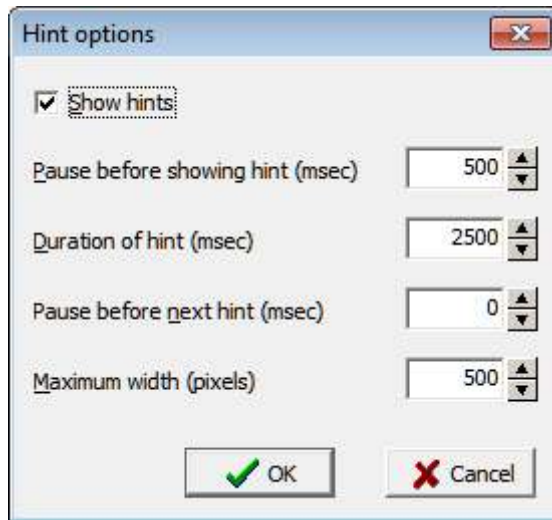 Hint options
Show hints
Pause before showing hint (msec) 500
Duration of hint (msec) 2500
Pause before next hint (msec) 0
Maximum width (pixels) 500
OK Cancel